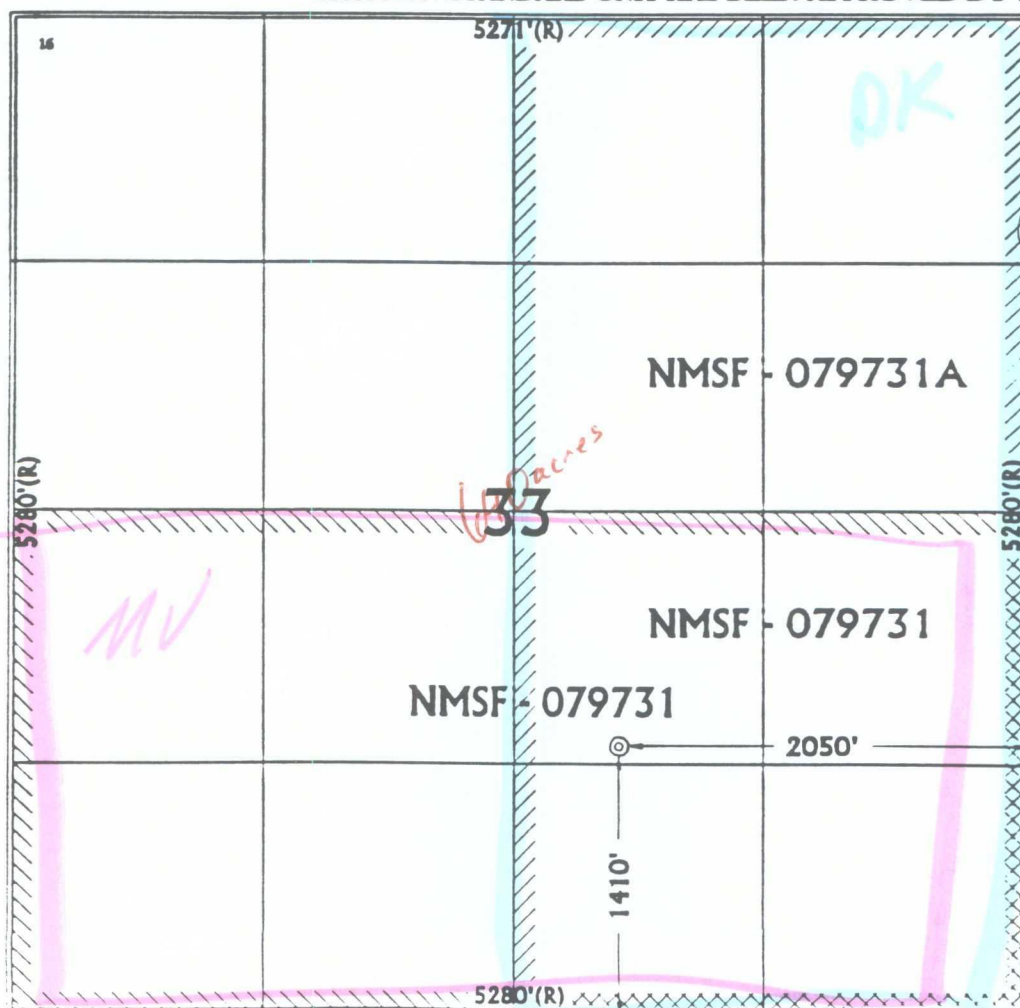 5271'(R)
16
DK
NMSF - 079731A
5280'(R)
5280'(R)
acres
33
MV
NMSF - 079731
NMSF - 079731
2050'
1410'
5280'(R)